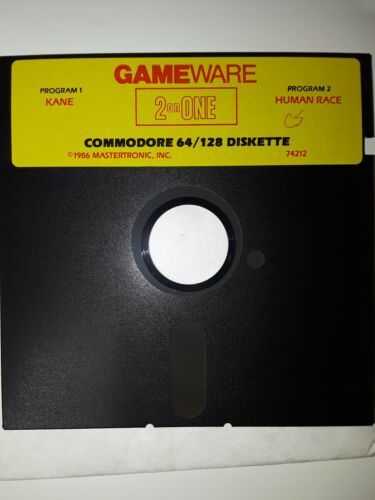 GAMEWARE
PROGRAM 1
KANE
2 on ONE
PROGRAM 2
HUMAN RACE
CS
COMMODORE 64/128 DISKETTE
©1986 MASTERTRONIC, INC.
74212